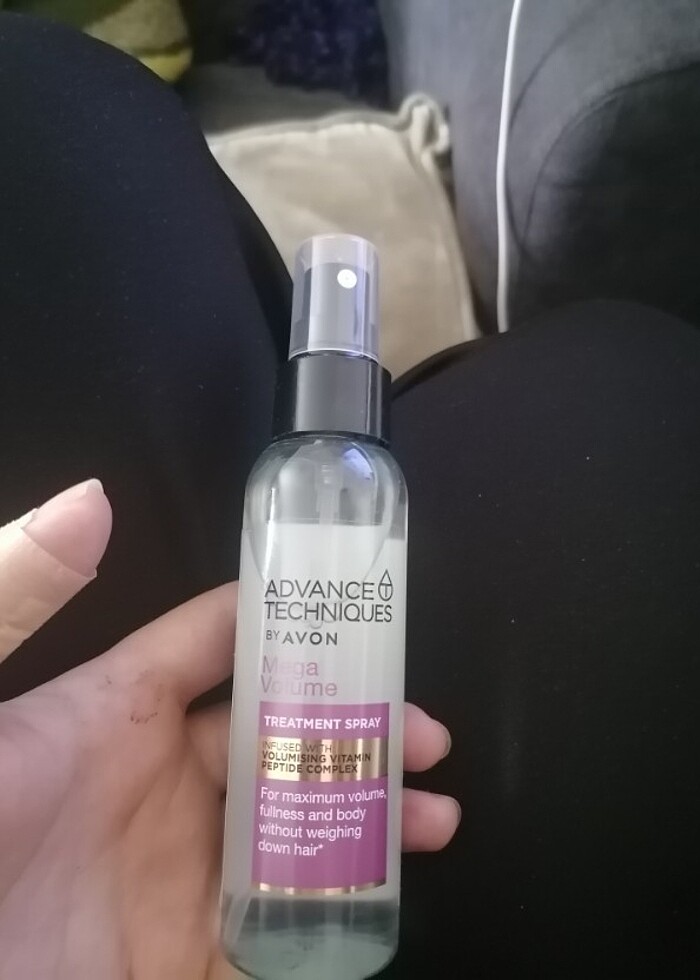 ADVANCE
TECHNIQUES
BY AVON
Mega
Volume
TREATMENT SPRAY
INFUSED WITH
VOLUMISING VITAMIN
PEPTIDE COMPLEX
For maximum volume,
fullness and body
without weighing
down hair*